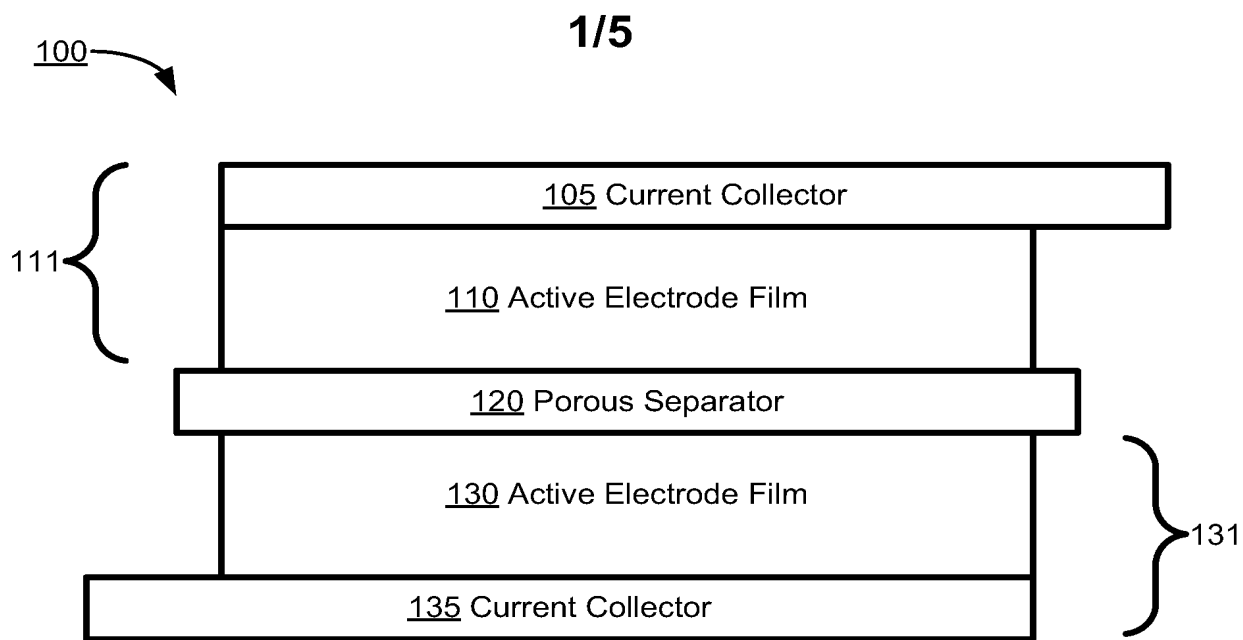 1/5
100
105 Current Collector
111
110 Active Electrode Film
120 Porous Separator
130 Active Electrode Film
131
135 Current Collector